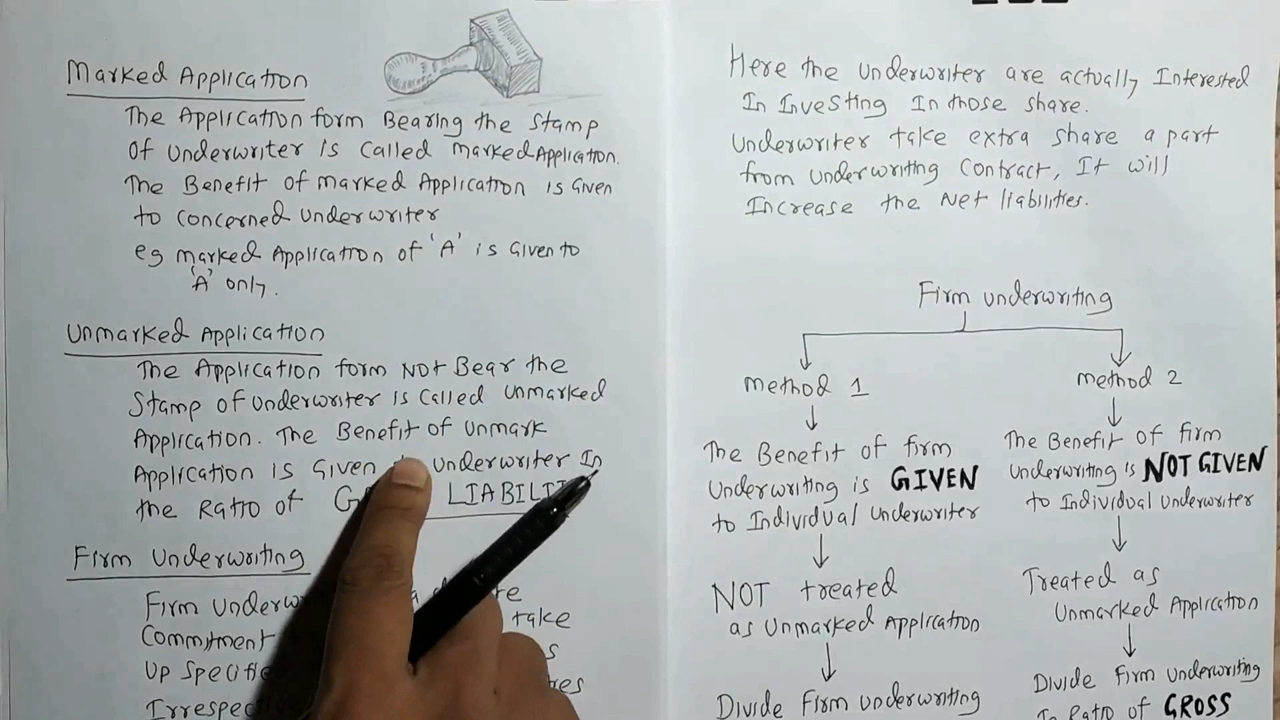 Marked Application
The Application form Bearing the Stamp
of underwriter is Called marked Application.
The Benefit of marked Application is Given
to Concerned underwriter
eg marked Application of 'A' is Given to
'A' only.
Unmarked Application
The Application form NOT Bear the
Stamp of underwriter is Called unmarked
Application. The Benefit of unmark
Application is Given underwriter In
the Ratio of
Firm Underwriting
Firm
take
Commitment
Up
Here the underwriter are actually Interested
In Investing In those share.
underwriter take extra share a part
from underwriting Contract, It will
Increase the Net liabilities.
Firm underwriting
method 1
The Benefit of firm
Underwriting is GIVEN
to Individual underwriter
NOT treated
as Unmarked Application
Divide Firm underwriting
method 2
The Benefit of firm
underwriting is NOT GIVEN
to Individual underwriter
Treated as
Unmarked Application
Divide Firm underwriting
In Ratio of GROSS